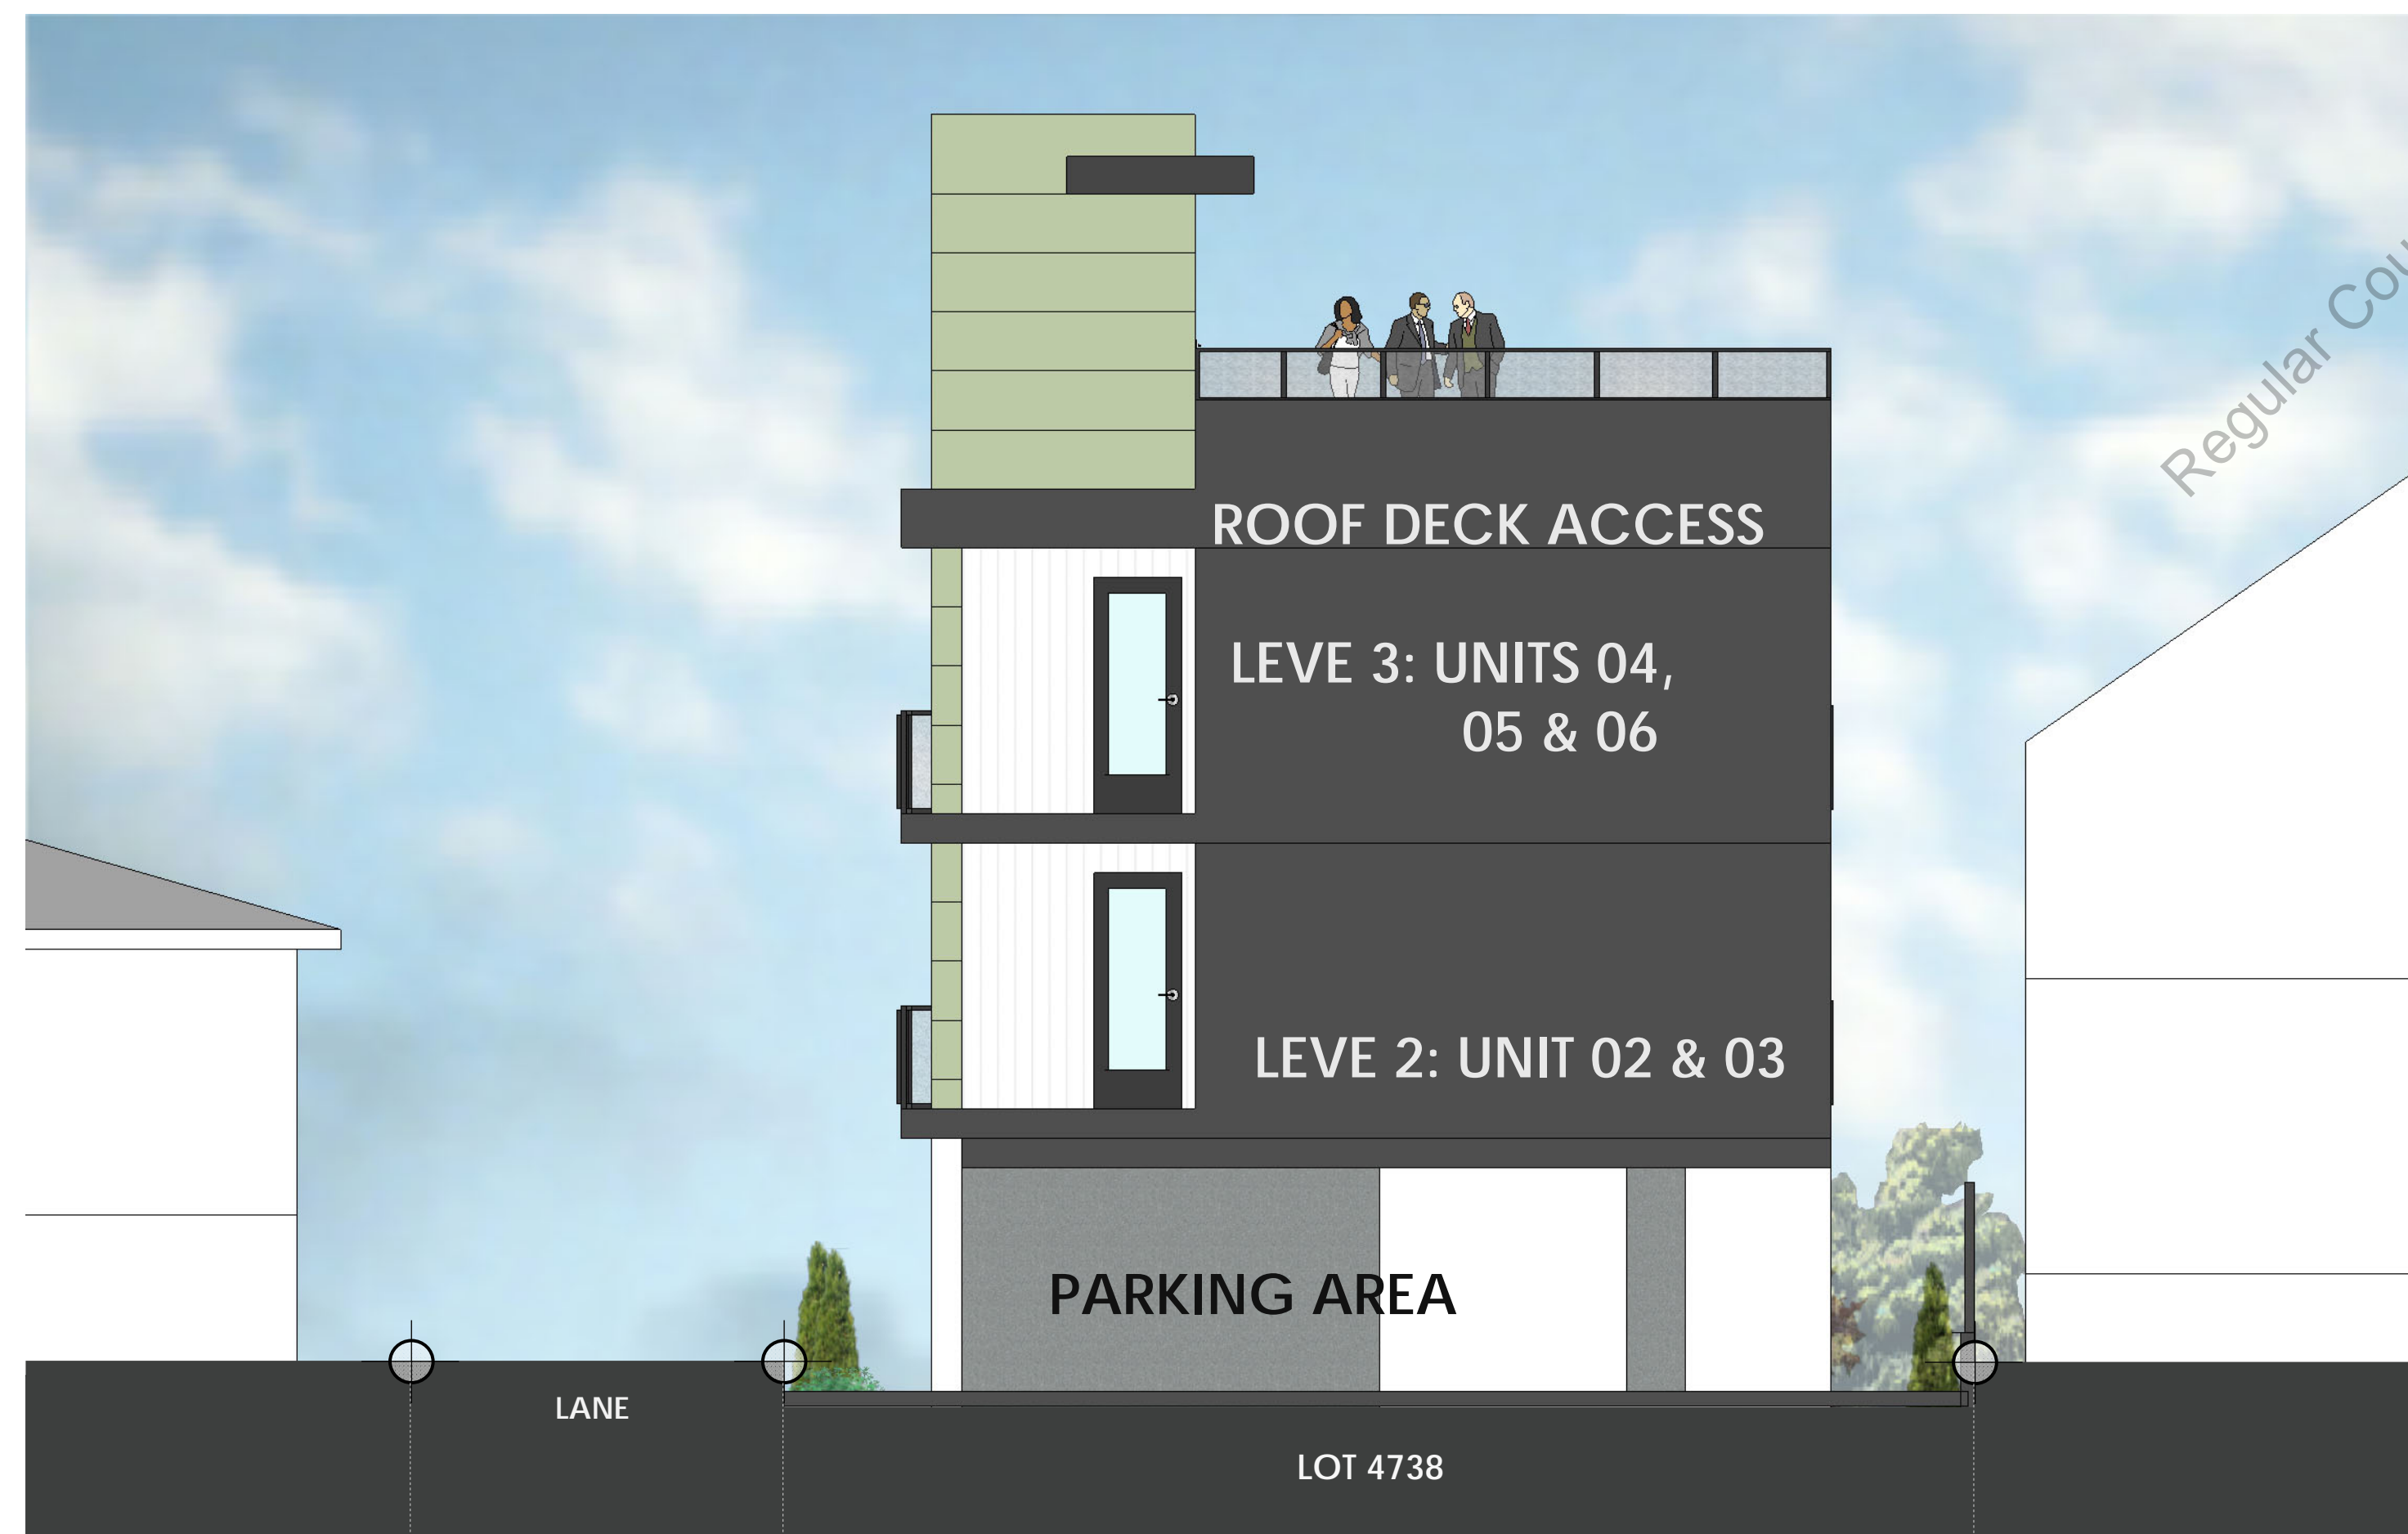 Regular Cou
ROOF DECK ACCESS
LEVE 3: UNITS 04,
05 & 06
LEVE 2: UNIT 02 & 03
PARKING AREA
LANE
LOT 4738